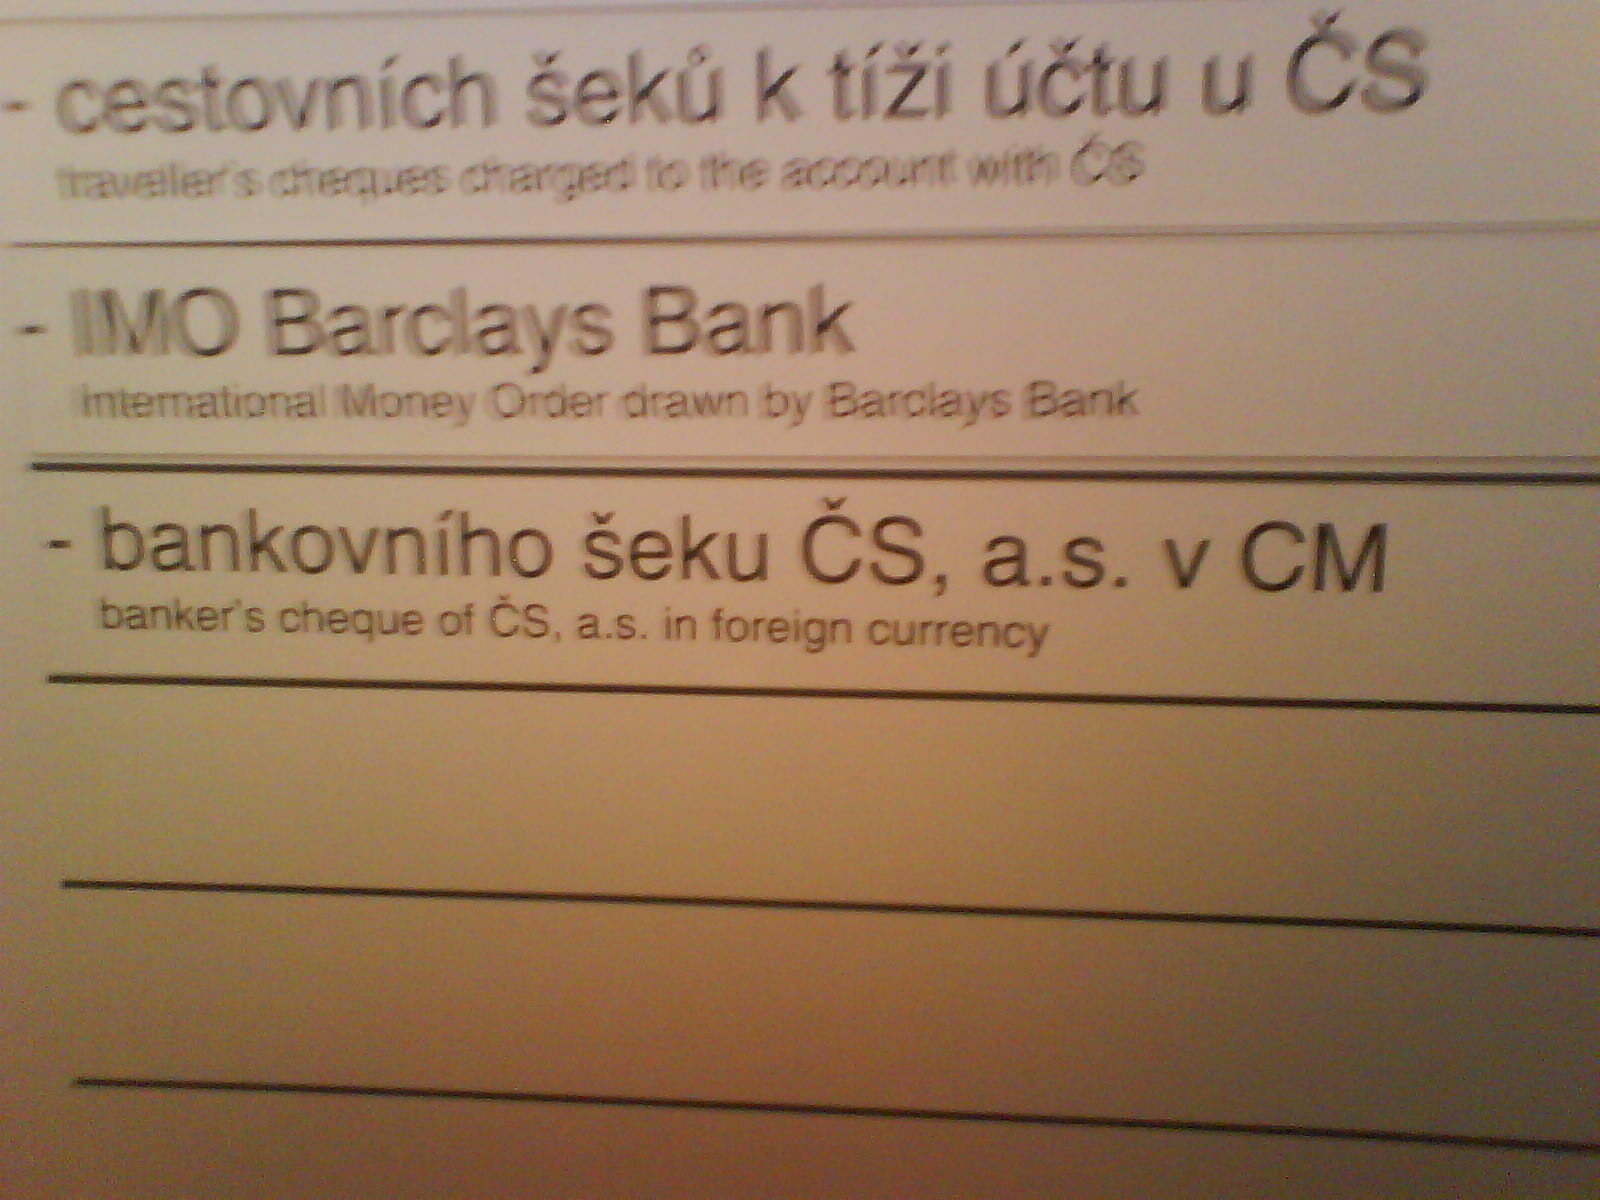 - cestovních šeků k tíži účtu u ČS
traveller's cheques charged to the account with ČS
- IMO Barclays Bank
International Money Order drawn by Barclays Bank
- bankovního šeku ČS, a.s. v CM
banker's cheque of ČS, a.s. in foreign currency